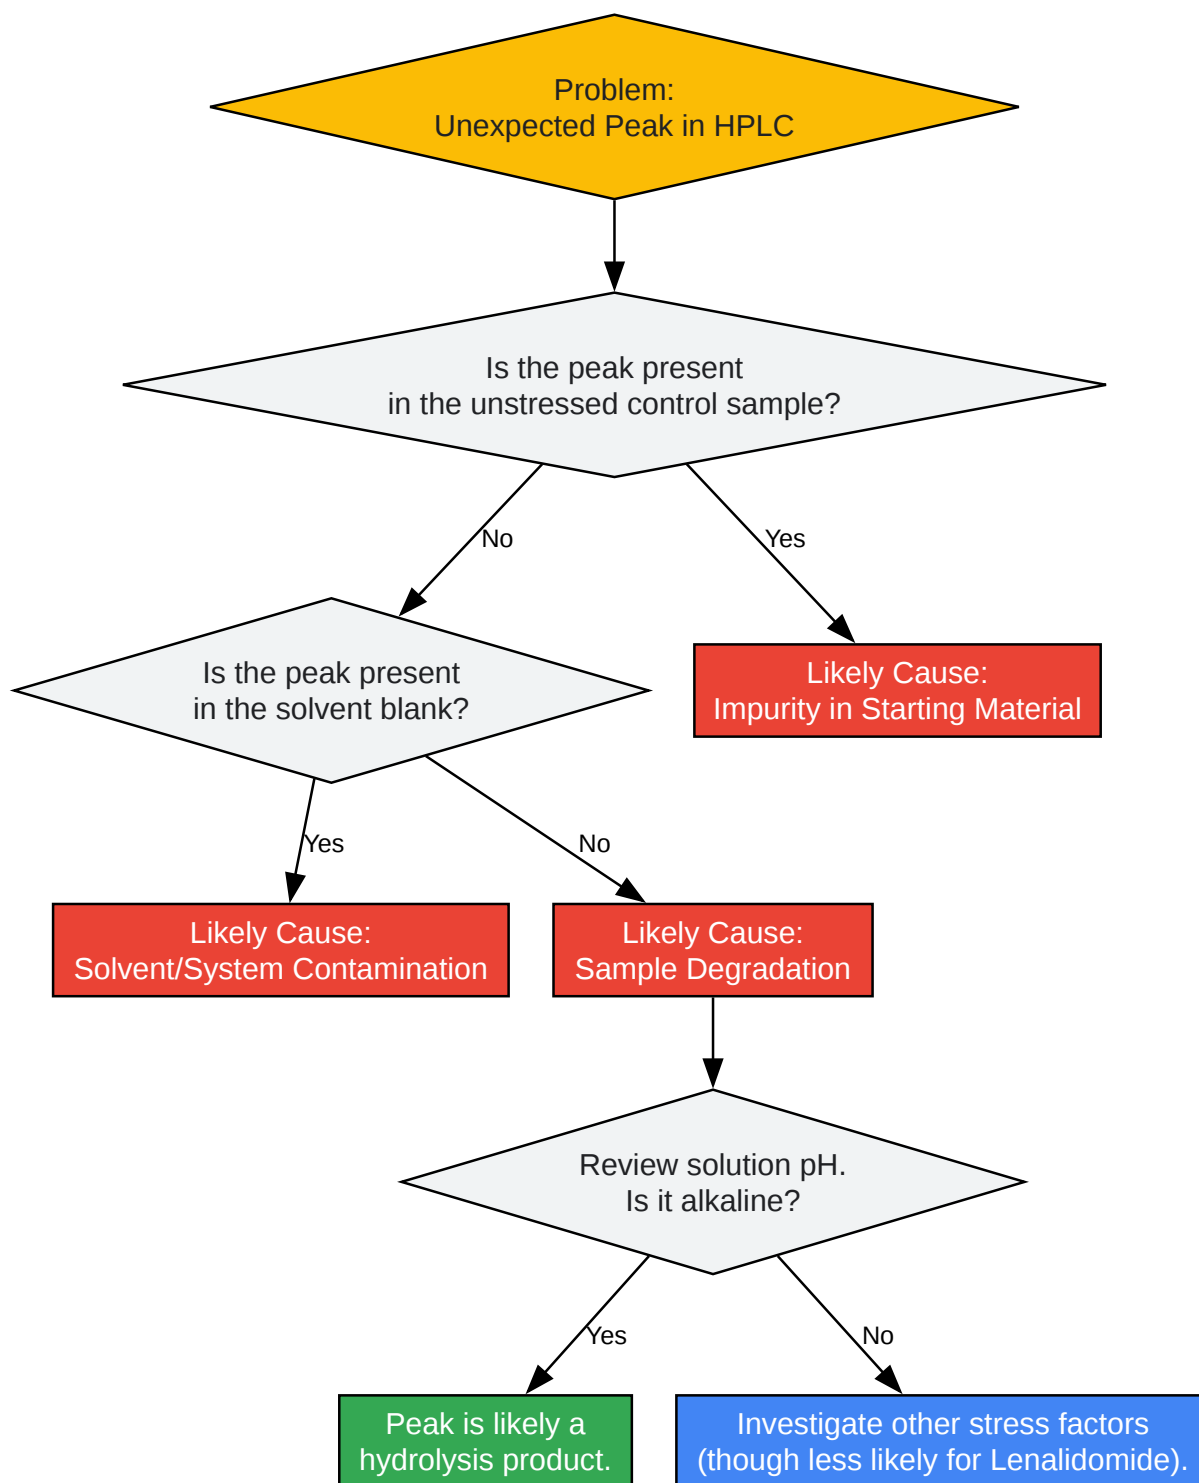 Problem:
Unexpected Peak in HPLC
Is the peak present
in the unstressed control sample?
No
Yes
Is the peak present
in the solvent blank?
Likely Cause:
Impurity in Starting Material
Yes
No
Likely Cause:
Solvent/System Contamination
Likely Cause:
Sample Degradation
Review solution pH.
Is it alkaline?
Yes
No
Peak is likely a
hydrolysis product.
Investigate other stress factors
(though less likely for Lenalidomide).